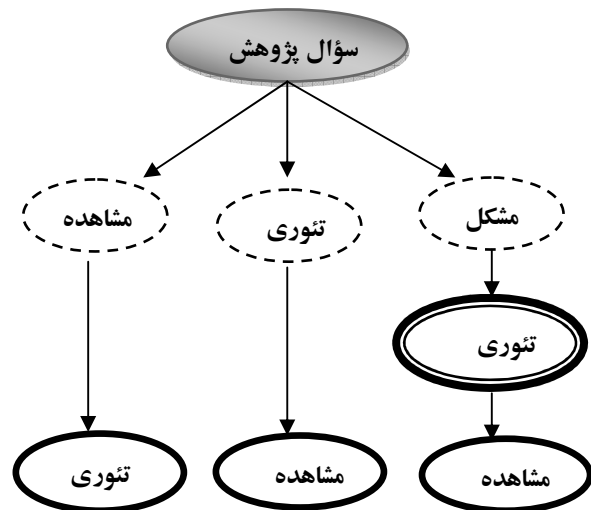 سؤال پژوهش
مشکل
تئوری
مشاهده
تئوری
مشاهده
مشاهده
تئوری